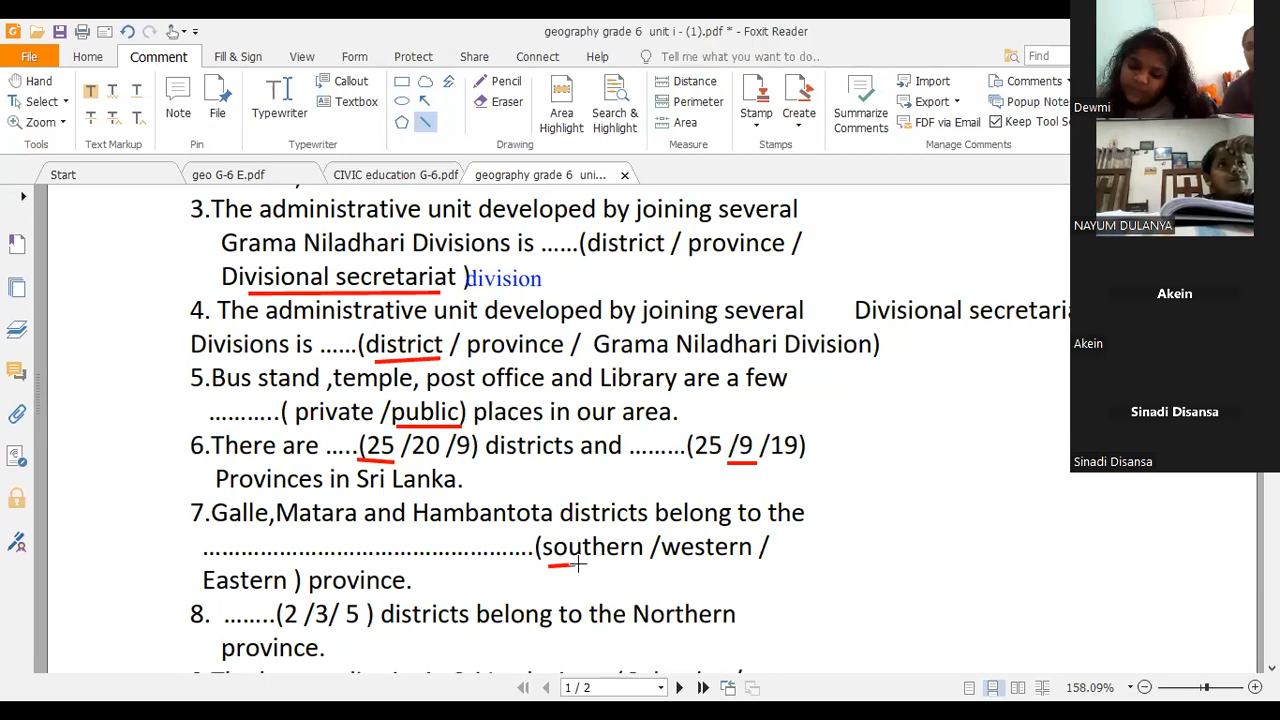 geography grade 6 unit i - (1).pdf * - Foxit Reader
File Home Comment Fill & Sign View Form Protect Share Connect Help Tell me what you want to do.. Find
Hand
Select
Zoom
Tools
Text Markup
Note
File
Pin
Typewriter
Callout
Textbox
Typewriter
Pencil
Eraser
Area Highlight
Search & Highlight
Drawing
Distance
Perimeter
Area
Measure
Stamp
Create
Stamps
Summarize Comments
Import
Export
FDF via Email
Comments
Popup Note
Keep Tool Se
Manage Comments
Start geo G-6 E.pdf CIVIC education G-6.pdf geography grade 6 uni...
3.The administrative unit developed by joining several
Grama Niladhari Divisions is ……(district / province /
Divisional secretariat )division
4. The administrative unit developed by joining several Divisional secretaria
Divisions is ……(district / province / Grama Niladhari Division)
5.Bus stand ,temple, post office and Library are a few
………..( private /public) places in our area.
6.There are …..(25 /20 /9) districts and ………(25 /9 /19)
Provinces in Sri Lanka.
7.Galle,Matara and Hambantota districts belong to the
…………………………………………….(southern /western /
Eastern ) province.
8. ……..(2 /3/ 5 ) districts belong to the Northern
province.
1 / 2
158.09%
Dewmi
NAYUM DULANYA
Akein
Akein
Sinadi Disansa
Sinadi Disansa